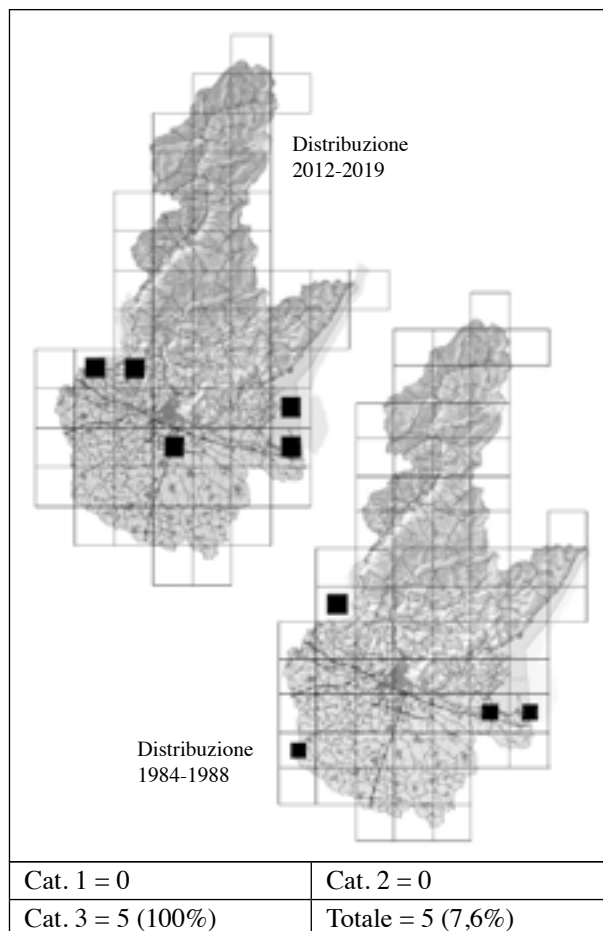 Distribuzione
2012-2019
Distribuzione
1984-1988
Cat. 1 = 0
Cat. 2 = 0
Cat. 3 = 5 (100%)
Totale = 5 (7,6%)